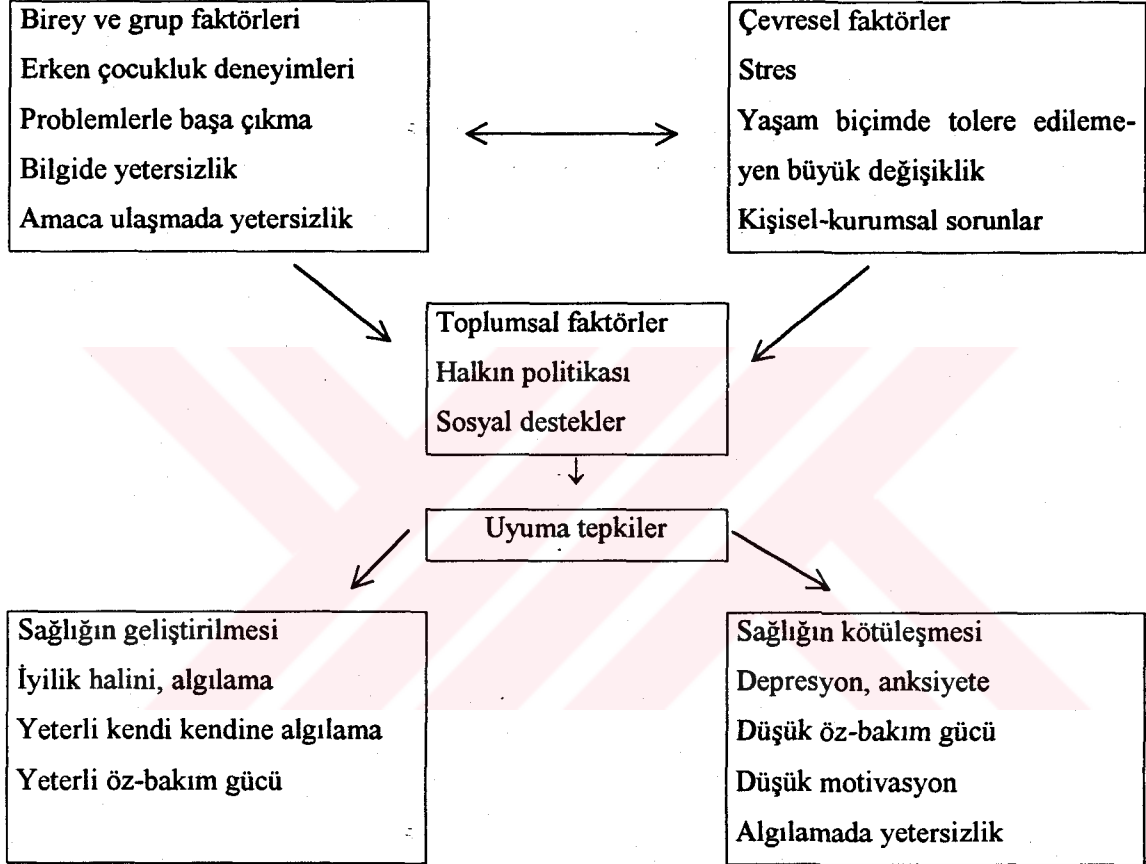 Birey ve grup faktörleri
Erken çocukluk deneyimleri
Problemlerle başa çıkma
Bilgide yetersizlik
Amaca ulaşmada yetersizlik
Çevresel faktörler
Stres
Yaşam biçimde tolere edileme-
yen büyük değişiklik
Kişisel-kurumsal sorunlar
Toplumsal faktörler
Halkın politikası
Sosyal destekler
Uyuma tepkiler
Sağlığın geliştirilmesi
İyilik halini, algılama
Yeterli kendi kendine algılama
Yeterli öz-bakım gücü
Sağlığın kötüleşmesi
Depresyon, anksiyete
Düşük öz-bakım gücü
Düşük motivasyon
Algılamada yetersizlik